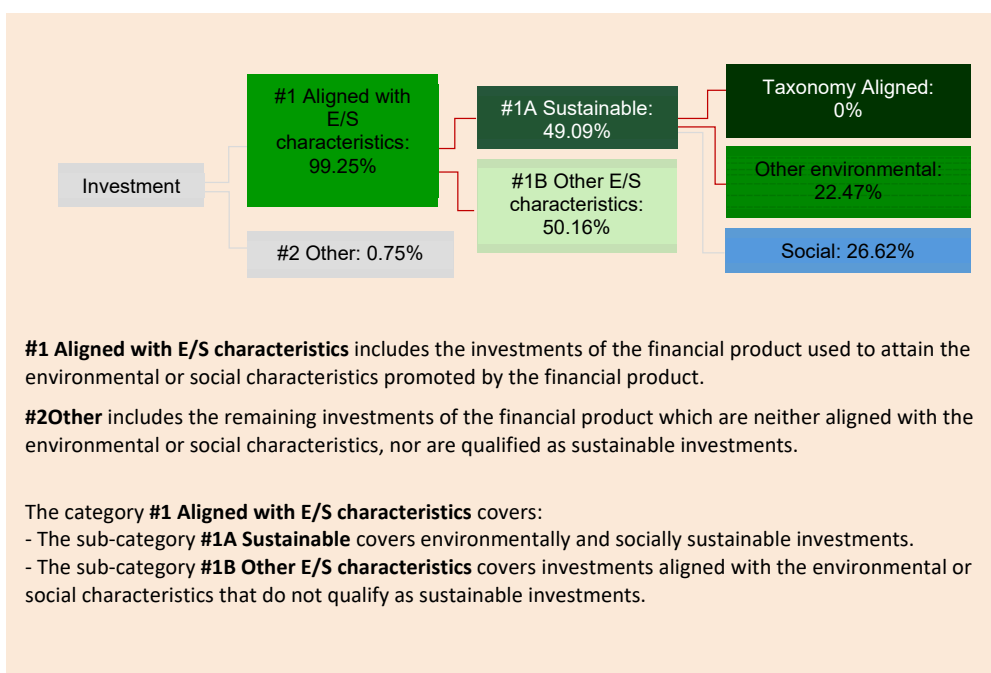 Investment
#1 Aligned with
E/S
characteristics:
99.25%
#2 Other: 0.75%
#1A Sustainable:
49.09%
#1B Other E/S
characteristics:
50.16%
Taxonomy Aligned:
0%
Other environmental:
22.47%
Social: 26.62%
#1 Aligned with E/S characteristics includes the investments of the financial product used to attain the
environmental or social characteristics promoted by the financial product.
#2Other includes the remaining investments of the financial product which are neither aligned with the
environmental or social characteristics, nor are qualified as sustainable investments.
The category #1 Aligned with E/S characteristics covers:
- The sub-category #1A Sustainable covers environmentally and socially sustainable investments.
- The sub-category #1B Other E/S characteristics covers investments aligned with the environmental or
social characteristics that do not qualify as sustainable investments.